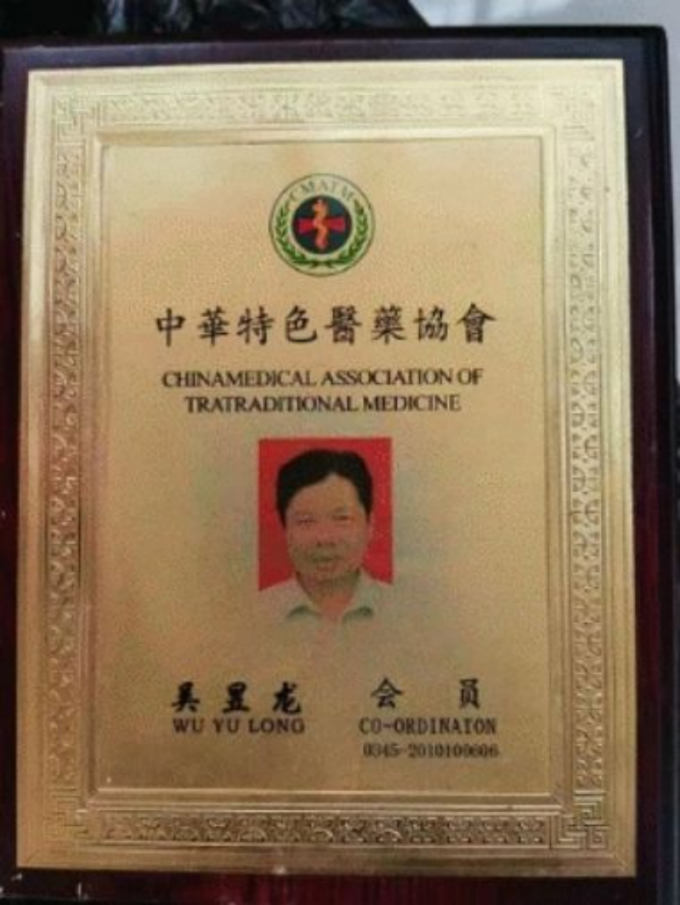 CMATM
中華特色醫藥協會
CHINAMEDICAL ASSOCIATION OF
TRATRADITIONAL MEDICINE
吴昱龙 会员
WU YU LONG CO-ORDINATON
0345-2010100606